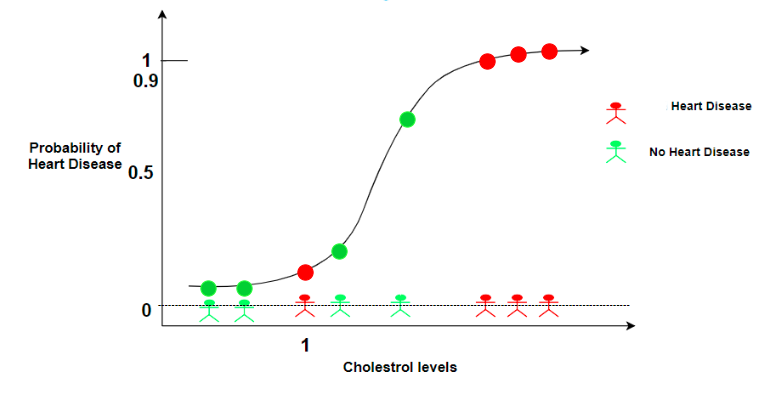 1
0.9
Probability of
Heart Disease
0.5
0
1
Cholestrol levels
Heart Disease
No Heart Disease